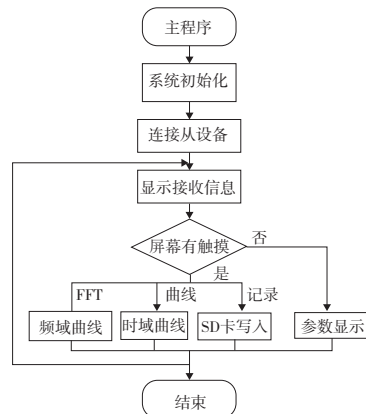 主程序
系统初始化
连接从设备
显示接收信息
屏幕有触摸
否
是
FFT
曲线
记录
频域曲线
时域曲线
SD卡写入
参数显示
结束